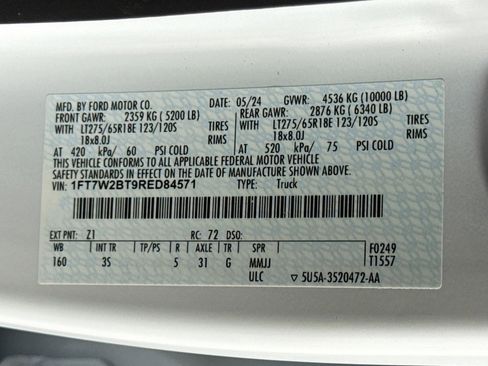 MFD. BY FORD MOTOR CO. 05/24 GVWR: 4536 KG (10000 LB)
FRONT GAWR: 2359 KG (5200 LB) REAR GAWR: 2876 KG (6340 LB)
WITH LT275/65R18E 123/120S TIRES WITH LT275/65R18E 123/120S TIRES
18x8.0J RIMS 18x8.0J RIMS
AT 420 kPa/ 60 PSI COLD AT 520 kPa/ 75 PSI COLD
THIS VEHICLE CONFORMS TO ALL APPLICABLE FEDERAL MOTOR VEHICLE
SAFETY STANDARDS IN EFFECT ON THE DATE OF MANUFACTURE SHOWN ABOVE.
VIN: 1FT7W2BT9RED84571 TYPE: Truck
EXT PNT: Z1 RC: 72 DSO:
WB INT TR TP/PS R AXLE TR SPR F0249
160 3S 5 31 G MMJJ T1557
ULC 5U5A-3520472-AA